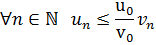 ∀n ∈ ℕ uₙ ≤ u₀/v₀ vₙ